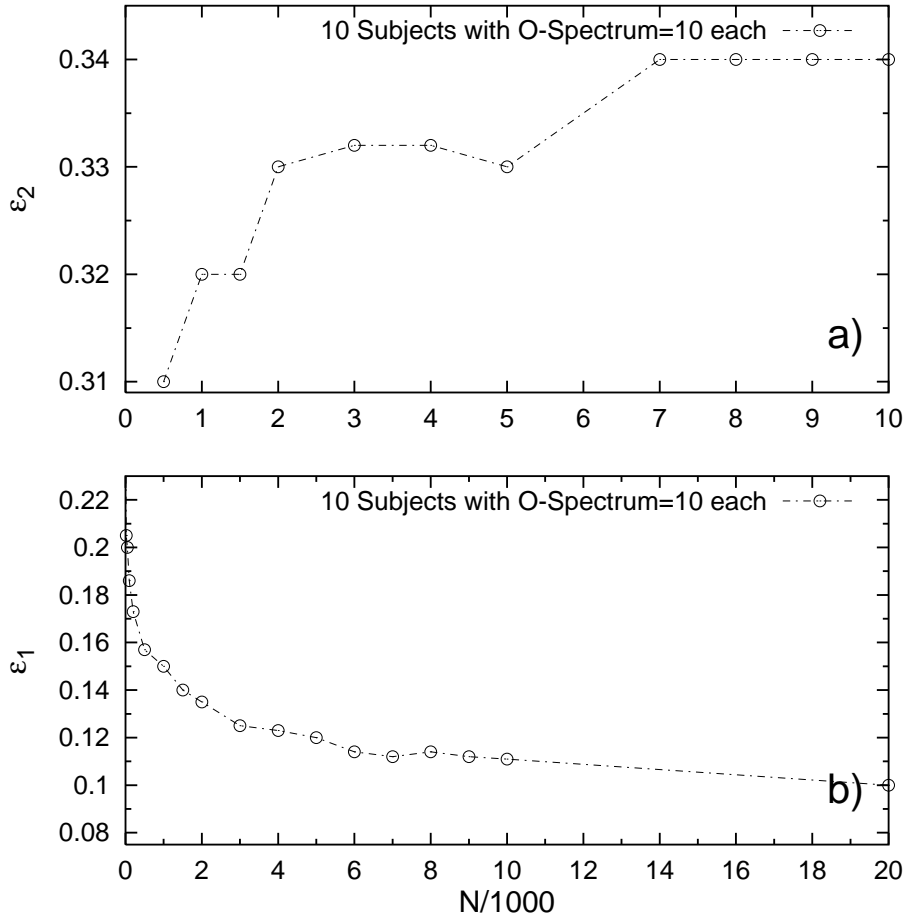 10 Subjects with O-Spectrum=10 each
0.34
0.33
0.32
0.31
ε2
a)
0 1 2 3 4 5 6 7 8 9 10
10 Subjects with O-Spectrum=10 each
0.22
0.2
0.18
0.16
0.14
0.12
0.1
0.08
ε1
b)
0 2 4 6 8 10 12 14 16 18 20
N/1000